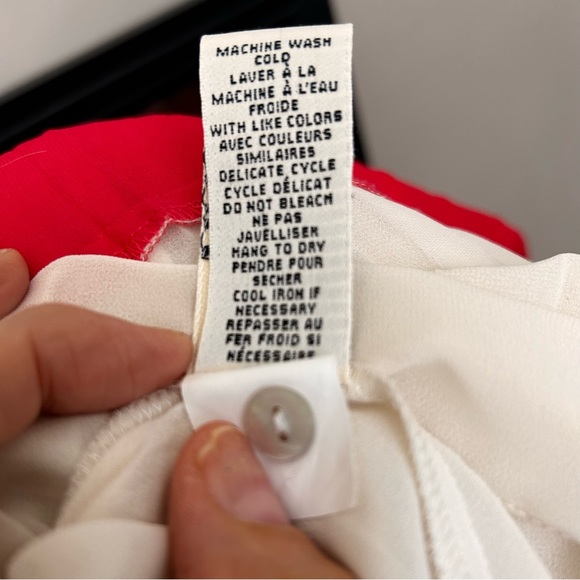 MACHINE WASH
COLD
LAVER À LA
MACHINE À L'EAU
FROIDE
WITH LIKE COLORS
AVEC COULEURS
SIMILAIRES
DELICATE CYCLE
CYCLE DÉLICAT
DO NOT BLEACH
NE PAS
JAVELLISER
HANG TO DRY
PENDRE POUR
SECHER
COOL IRON IF
NECESSARY
REPASSER AU
FER FROID SI
NÉCESSAIRE